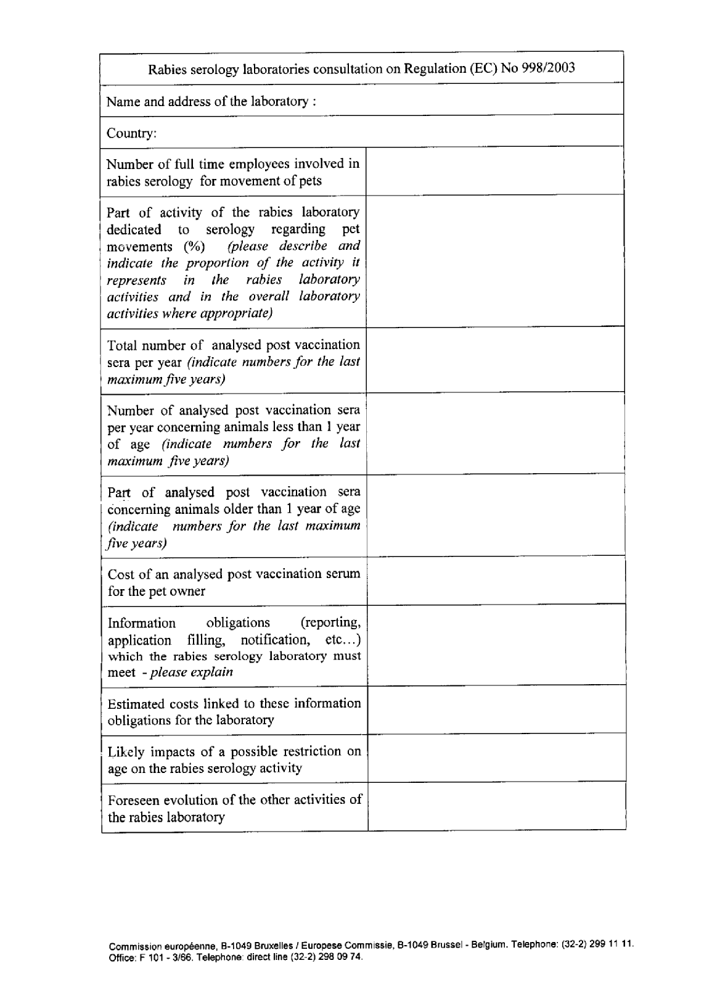 Rabies serology laboratories consultation on Regulation (EC) No 998/2003
Name and address of the laboratory :
Country:
Number of full time employees involved in
rabies serology for movement of pets
Part of activity of the rabies laboratory
dedicated to serology regarding pet
movements (%) (please describe and
indicate the proportion of the activity it
represents in the rabies laboratory
activities and in the overall laboratory
activities where appropriate)
Total number of analysed post vaccination
sera per year (indicate numbers for the last
maximum five years)
Number of analysed post vaccination sera
per year concerning animals less than 1 year
of age (indicate numbers for the last
maximum five years)
Part of analysed post vaccination sera
concerning animals older than 1 year of age
(indicate numbers for the last maximum
five years)
Cost of an analysed post vaccination serum
for the pet owner
Information obligations (reporting,
application filling, notification, etc...)
which the rabies serology laboratory must
meet - please explain
Estimated costs linked to these information
obligations for the laboratory
Likely impacts of a possible restriction on
age on the rabies serology activity
Foreseen evolution of the other activities of
the rabies laboratory
Commission européenne, B-1049 Bruxelles / Europese Commissie, B-1049 Brussel - Belgium. Telephone: (32-2) 299 11 11.
Office: F 101 - 3/66. Telephone: direct line (32-2) 298 09 74.